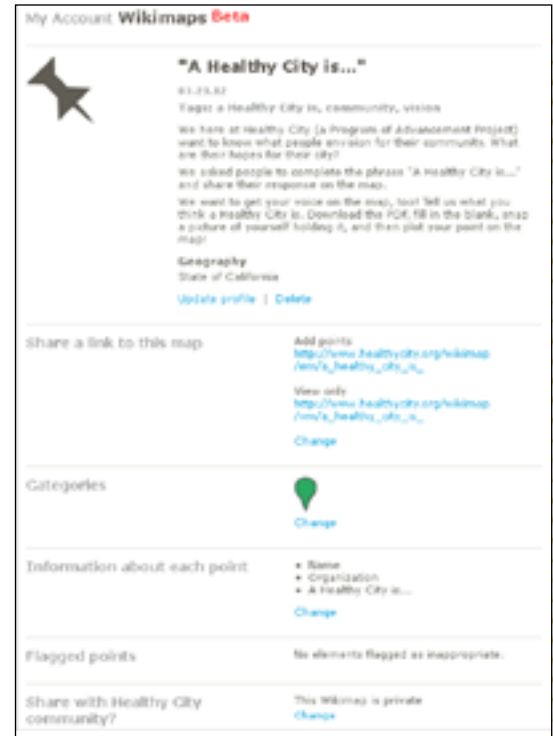 My Account Wikimaps Beta
"A Healthy City is..."
Tags: a Healthy City is, community, vision
We here at Healthy City (a Program of Advancement Project)
want to know what people envision for their community. What
are their hopes for their city?
We asked people to complete the phrase "A Healthy City is..."
and share their response on the map.
We want to get your voice on the map, too! Tell us what you
think a Healthy City is. Download the PDF, fill in the blank, snap
a picture of yourself holding it, and then plot your point on the
map!
Geography
State of California
Update profile | Delete
Share a link to this map
Add points
http://www.healthycity.org/wikimap
View only
http://www.healthycity.org/wikimap
Change
Categories
Change
Information about each point
• Name
• Organization
• A Healthy City is...
Change
Flagged points
No elements flagged as inappropriate.
Share with Healthy City
community?
This Wikimap is private
Change